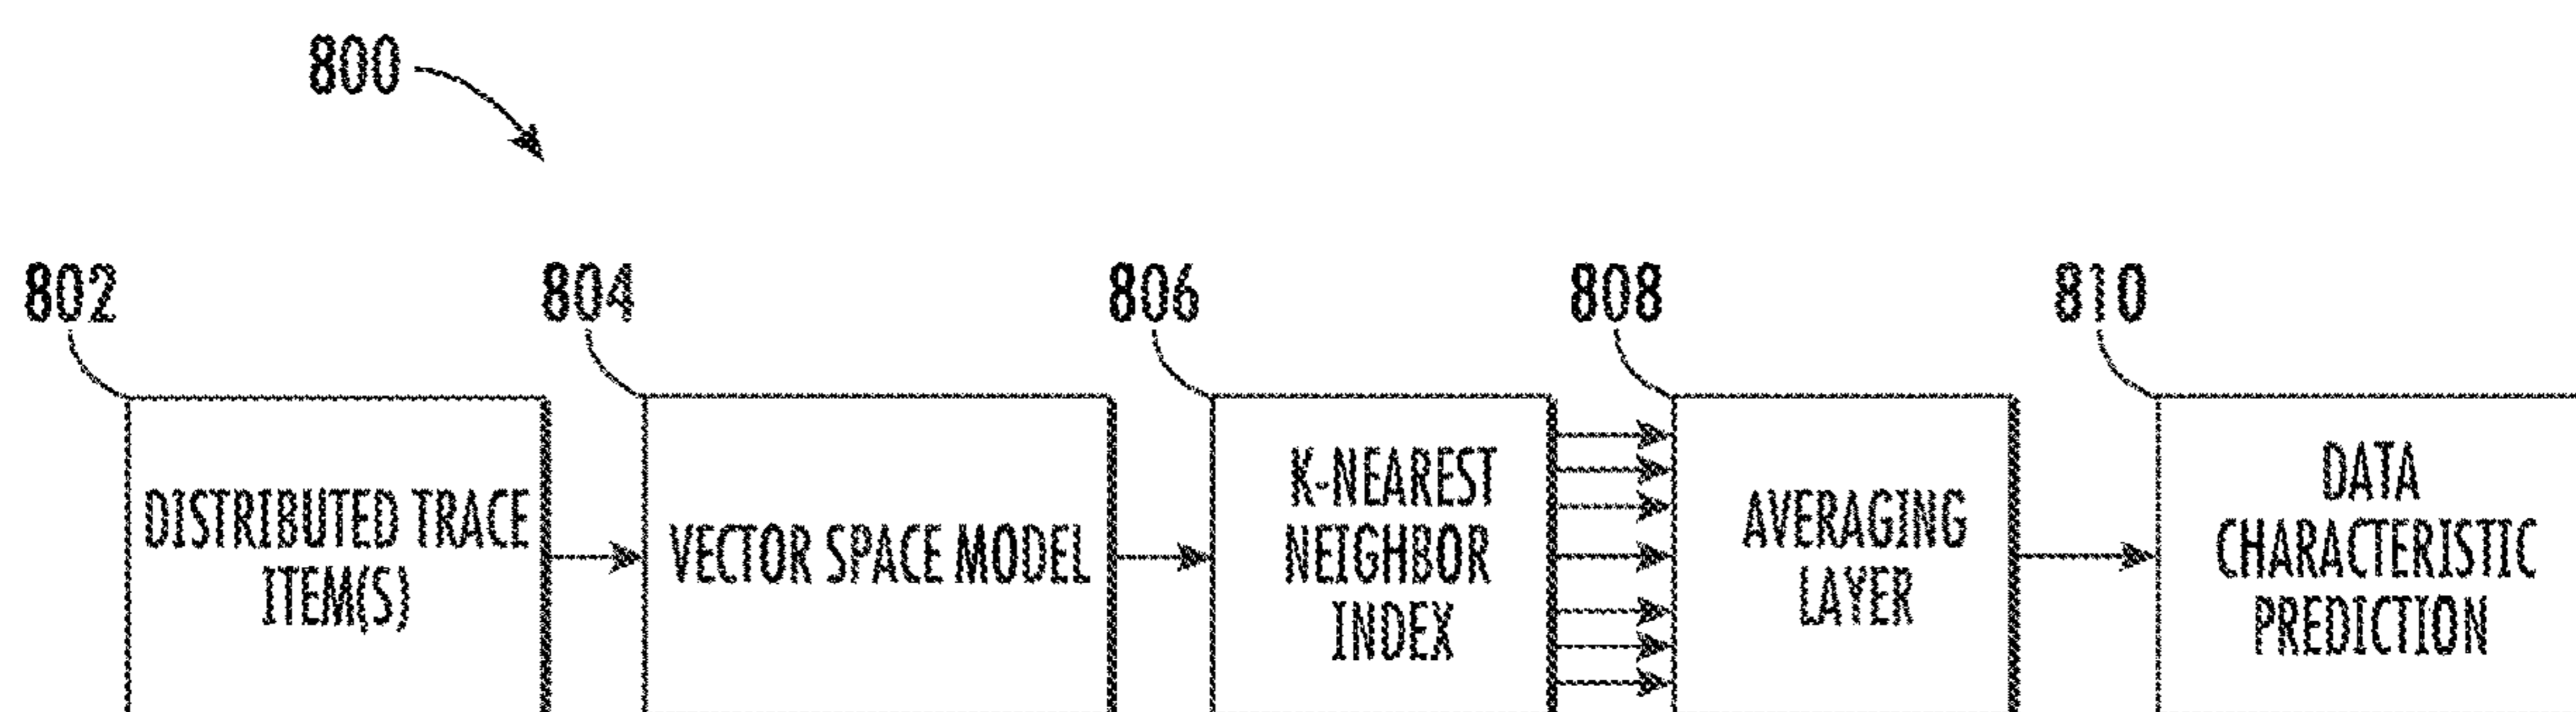 800
802
804
806
808
810
DISTRIBUTED TRACE
ITEM(S)
VECTOR SPACE MODEL
K-NEAREST
NEIGHBOR
INDEX
AVERAGING
LAYER
DATA
CHARACTERISTIC
PREDICTION